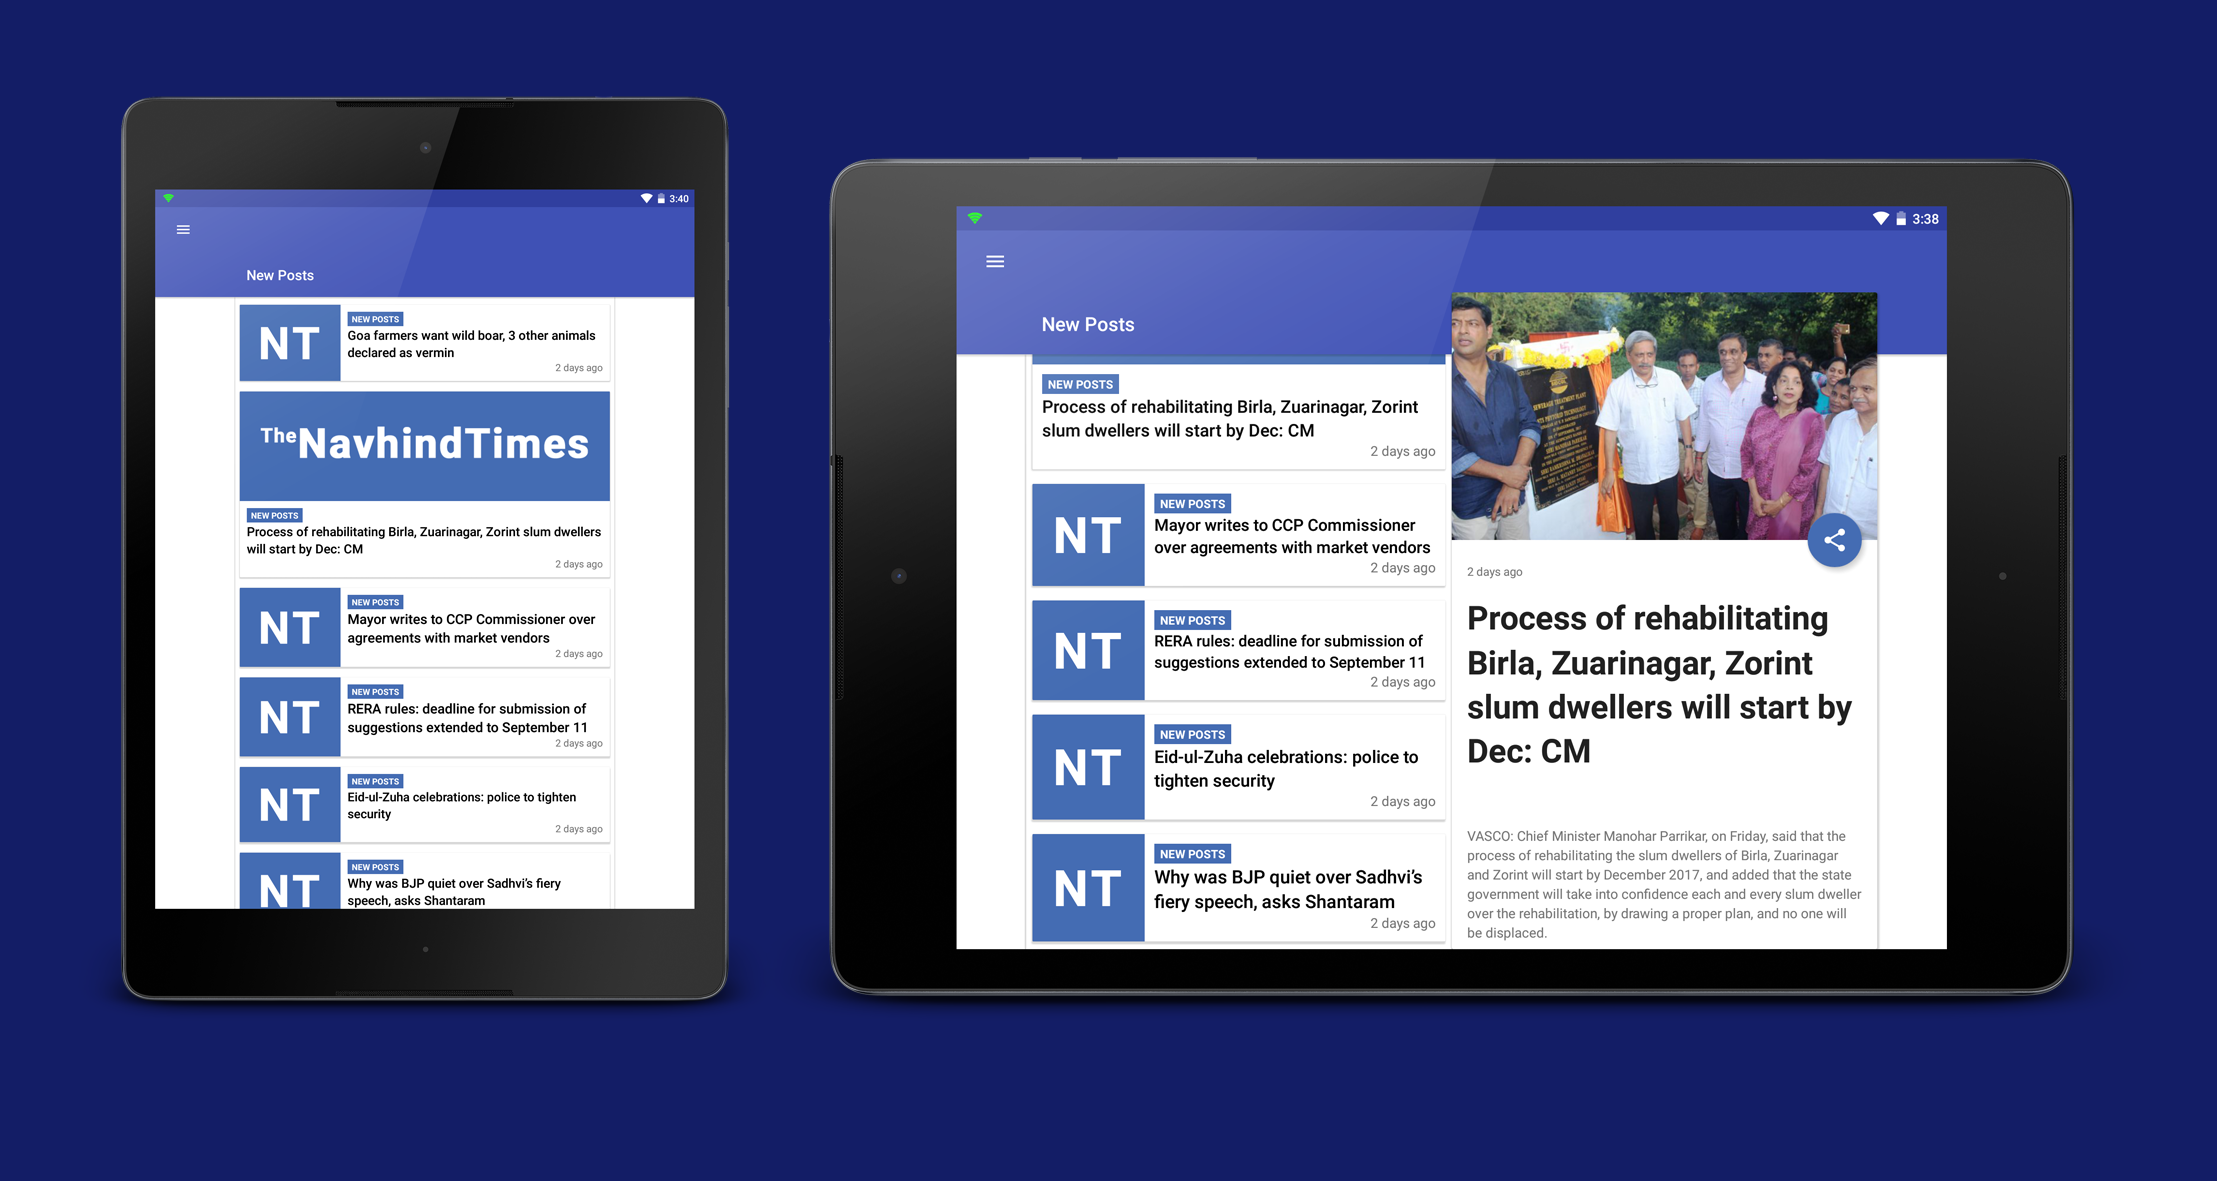 3:40
New Posts
NT
NEW POSTS
Goa farmers want wild boar, 3 other animals
declared as vermin
2 days ago
The NavhindTimes
NEW POSTS
Process of rehabilitating Birla, Zuarinagar, Zorint slum dwellers
will start by Dec: CM
2 days ago
NT
NEW POSTS
Mayor writes to CCP Commissioner over
agreements with market vendors
2 days ago
NT
NEW POSTS
RERA rules: deadline for submission of
suggestions extended to September 11
2 days ago
NT
NEW POSTS
Eid-ul-Zuha celebrations: police to tighten
security
2 days ago
NT
NEW POSTS
Why was BJP quiet over Sadhvi’s fiery
speech, asks Shantaram
3:38
New Posts
NEW POSTS
Process of rehabilitating Birla, Zuarinagar, Zorint
slum dwellers will start by Dec: CM
2 days ago
NT
NEW POSTS
Mayor writes to CCP Commissioner
over agreements with market vendors
2 days ago
NT
NEW POSTS
RERA rules: deadline for submission of
suggestions extended to September 11
2 days ago
NT
NEW POSTS
Eid-ul-Zuha celebrations: police to
tighten security
2 days ago
NT
NEW POSTS
Why was BJP quiet over Sadhvi’s
fiery speech, asks Shantaram
2 days ago
SEWERAGE TREATMENT PLANT
2 days ago
Process of rehabilitating
Birla, Zuarinagar, Zorint
slum dwellers will start by
Dec: CM
VASCO: Chief Minister Manohar Parrikar, on Friday, said that the
process of rehabilitating the slum dwellers of Birla, Zuarinagar
and Zorint will start by December 2017, and added that the state
government will take into confidence each and every slum dweller
over the rehabilitation, by drawing a proper plan, and no one will
be displaced.